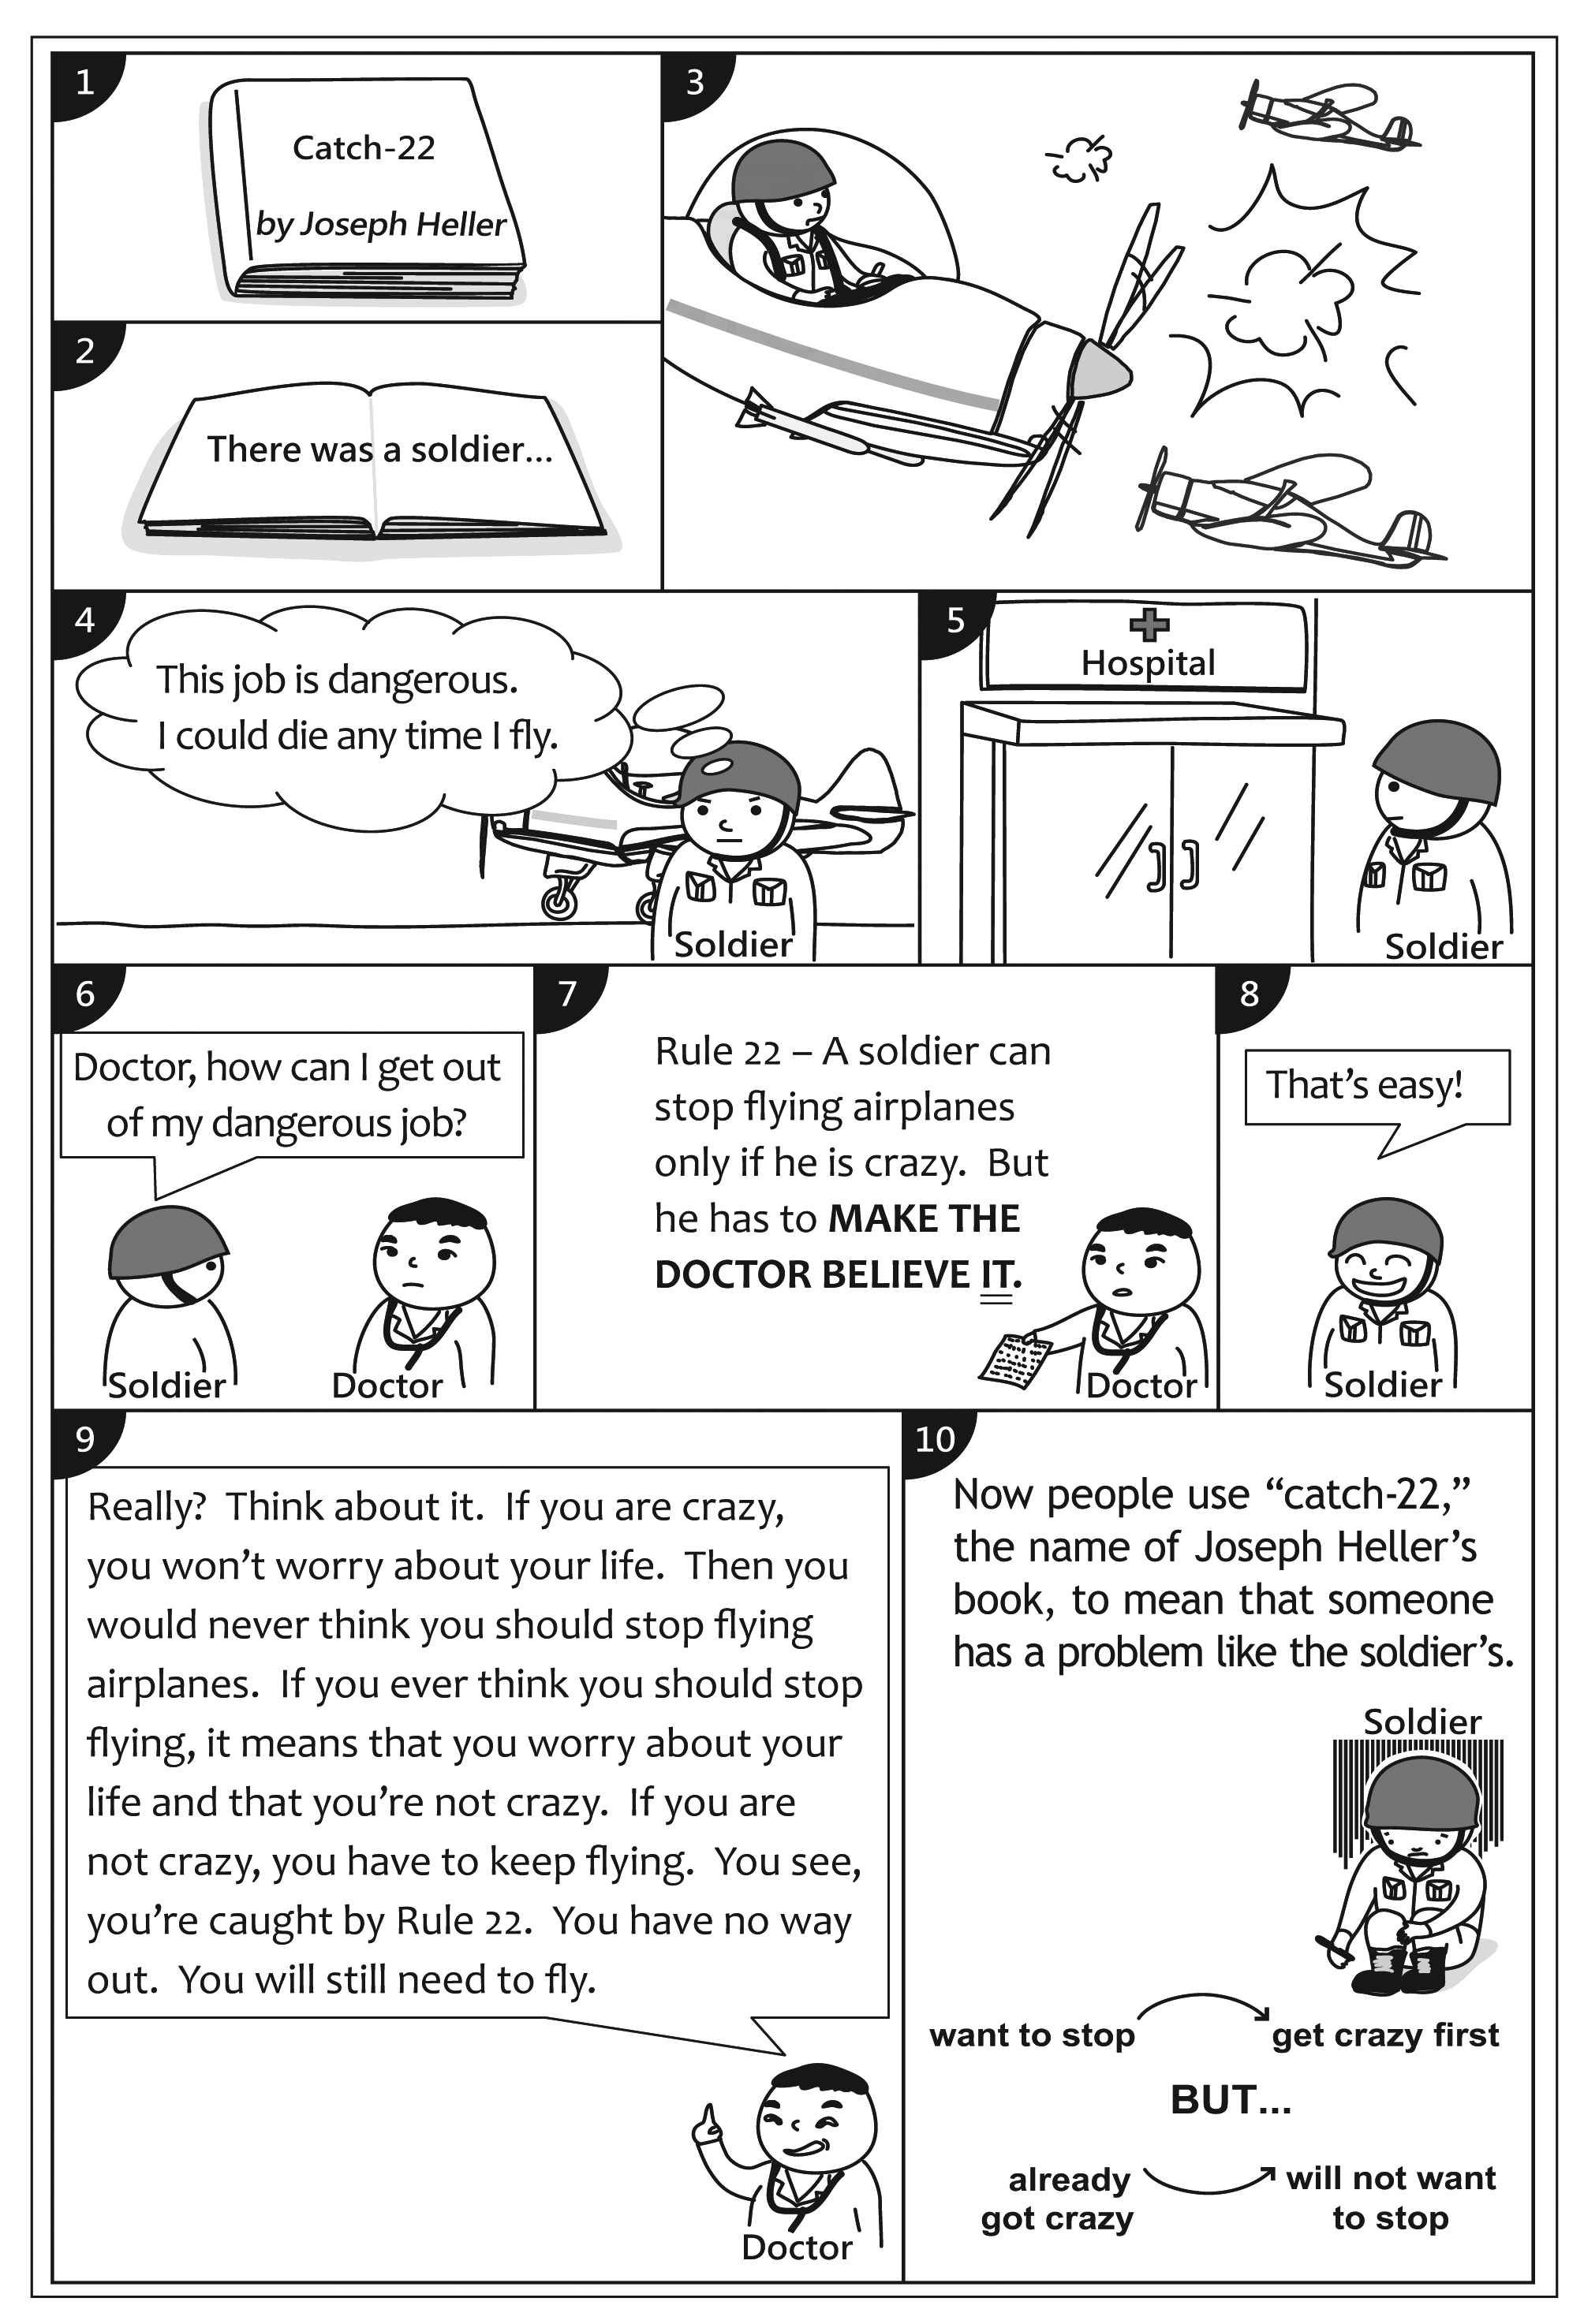 1
Catch-22
by Joseph Heller
2
There was a soldier...
3
4
This job is dangerous.
I could die any time I fly.
Soldier
5
Hospital
Soldier
6
Doctor, how can I get out
of my dangerous job?
Soldier
Doctor
7
Rule 22 – A soldier can
stop flying airplanes
only if he is crazy.  But
he has to MAKE THE
DOCTOR BELIEVE IT.
Doctor
8
That's easy!
Soldier
9
Really?  Think about it.  If you are crazy,
you won't worry about your life.  Then you
would never think you should stop flying
airplanes.  If you ever think you should stop
flying, it means that you worry about your
life and that you're not crazy.  If you are
not crazy, you have to keep flying.  You see,
you're caught by Rule 22.  You have no way
out.  You will still need to fly.
Doctor
10
Now people use “catch-22,”
the name of Joseph Heller's
book, to mean that someone
has a problem like the soldier's.
Soldier
want to stop
get crazy first
BUT...
already
got crazy
will not want
to stop